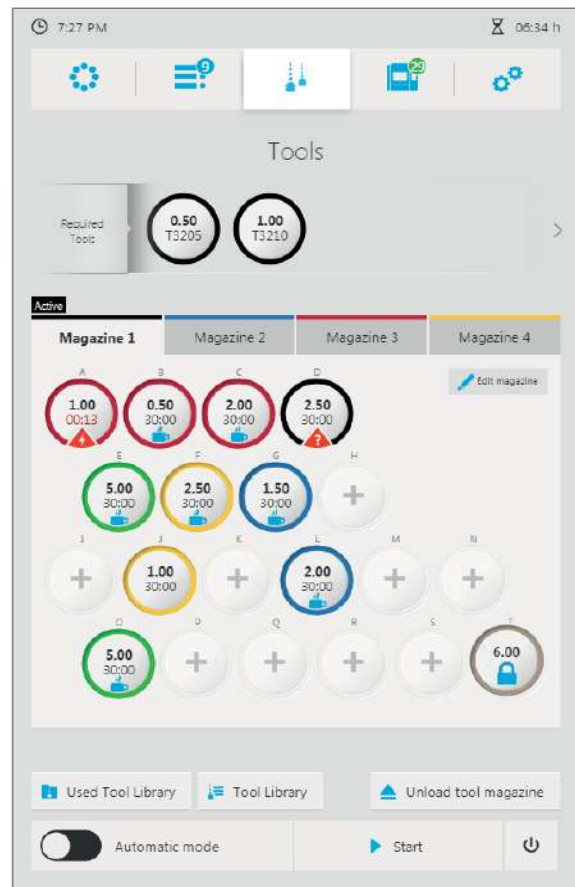 7:27 PM
06:34 h
9
29
Tools
Required
Tools
0.50
T3205
1.00
T3210
Active
Magazine 1
Magazine 2
Magazine 3
Magazine 4
Edit magazine
A
B
C
D
1.00
00:13
0.50
30:00
2.00
30:00
2.50
30:00
?
E
F
G
H
5.00
30:00
2.50
30:00
1.50
30:00
+
I
J
K
L
M
N
+
1.00
30:00
+
2.00
30:00
+
+
O
P
Q
R
S
T
5.00
30:00
+
+
+
+
6.00
Used Tool Library
Tool Library
Unload tool magazine
Automatic mode
Start